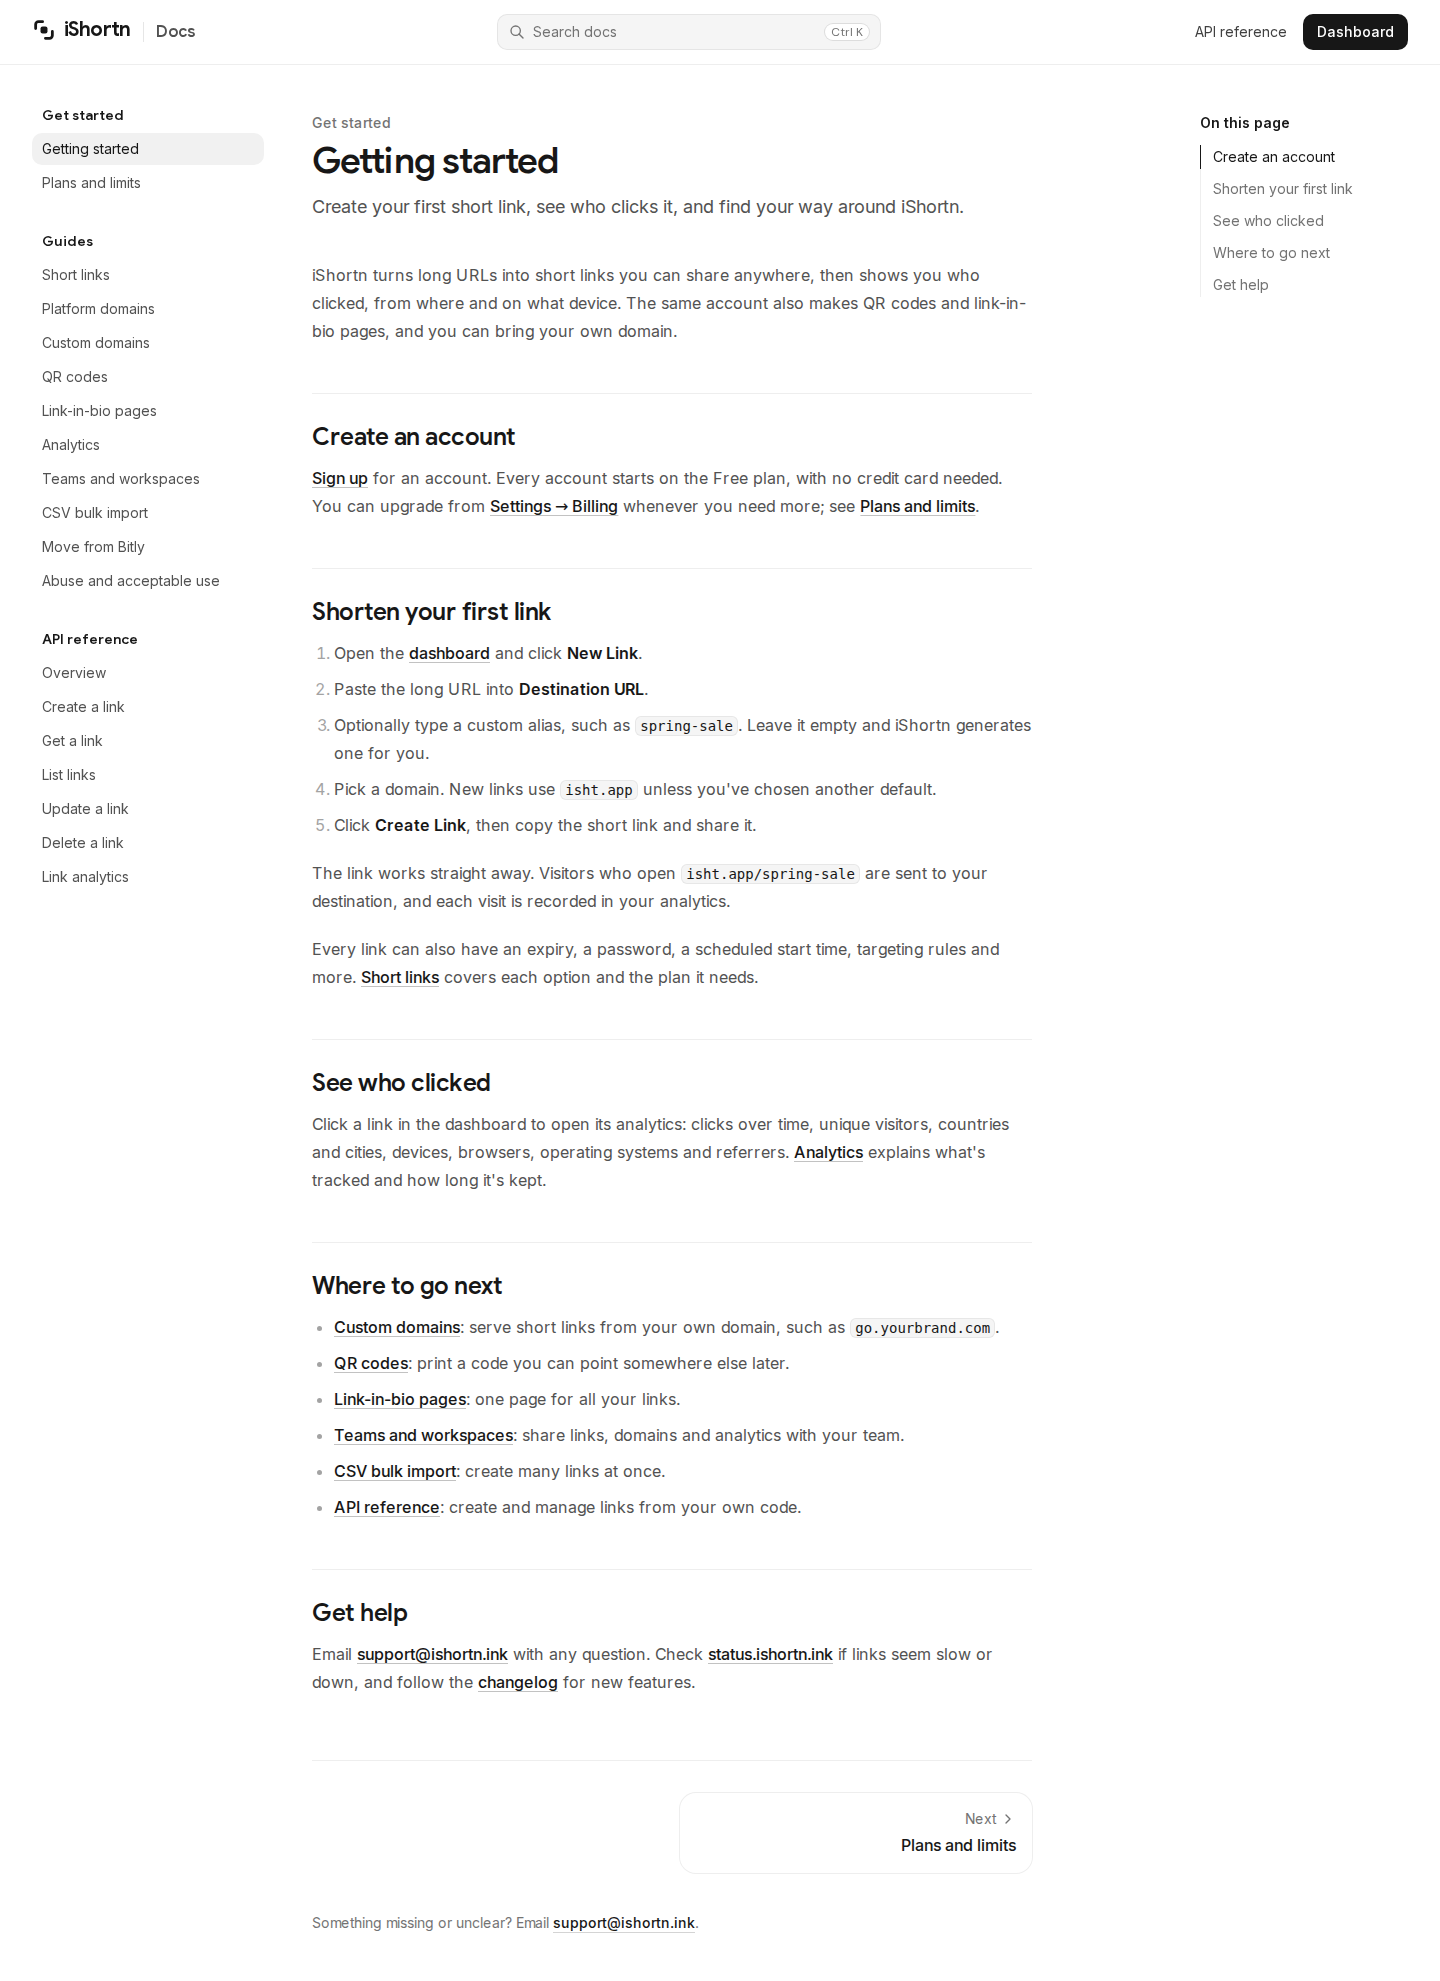 iShortn
Docs
Search docs
Ctrl K
API reference
Dashboard
Get started
Getting started
Plans and limits
Guides
Short links
Platform domains
Custom domains
QR codes
Link-in-bio pages
Analytics
Teams and workspaces
CSV bulk import
Move from Bitly
Abuse and acceptable use
API reference
Overview
Create a link
Get a link
List links
Update a link
Delete a link
Link analytics
Get started
Getting started
Create your first short link, see who clicks it, and find your way around iShortn.
iShortn turns long URLs into short links you can share anywhere, then shows you who
clicked, from where and on what device. The same account also makes QR codes and link-in-
bio pages, and you can bring your own domain.
Create an account
Sign up for an account. Every account starts on the Free plan, with no credit card needed.
You can upgrade from Settings → Billing whenever you need more; see Plans and limits.
Shorten your first link
1. Open the dashboard and click New Link.
2. Paste the long URL into Destination URL.
3. Optionally type a custom alias, such as spring-sale. Leave it empty and iShortn generates
one for you.
4. Pick a domain. New links use isht.app unless you've chosen another default.
5. Click Create Link, then copy the short link and share it.
The link works straight away. Visitors who open isht.app/spring-sale are sent to your
destination, and each visit is recorded in your analytics.
Every link can also have an expiry, a password, a scheduled start time, targeting rules and
more. Short links covers each option and the plan it needs.
See who clicked
Click a link in the dashboard to open its analytics: clicks over time, unique visitors, countries
and cities, devices, browsers, operating systems and referrers. Analytics explains what's
tracked and how long it's kept.
Where to go next
• Custom domains: serve short links from your own domain, such as go.yourbrand.com.
• QR codes: print a code you can point somewhere else later.
• Link-in-bio pages: one page for all your links.
• Teams and workspaces: share links, domains and analytics with your team.
• CSV bulk import: create many links at once.
• API reference: create and manage links from your own code.
Get help
Email support@ishortn.ink with any question. Check status.ishortn.ink if links seem slow or
down, and follow the changelog for new features.
Next
Plans and limits
Something missing or unclear? Email support@ishortn.ink.
On this page
Create an account
Shorten your first link
See who clicked
Where to go next
Get help